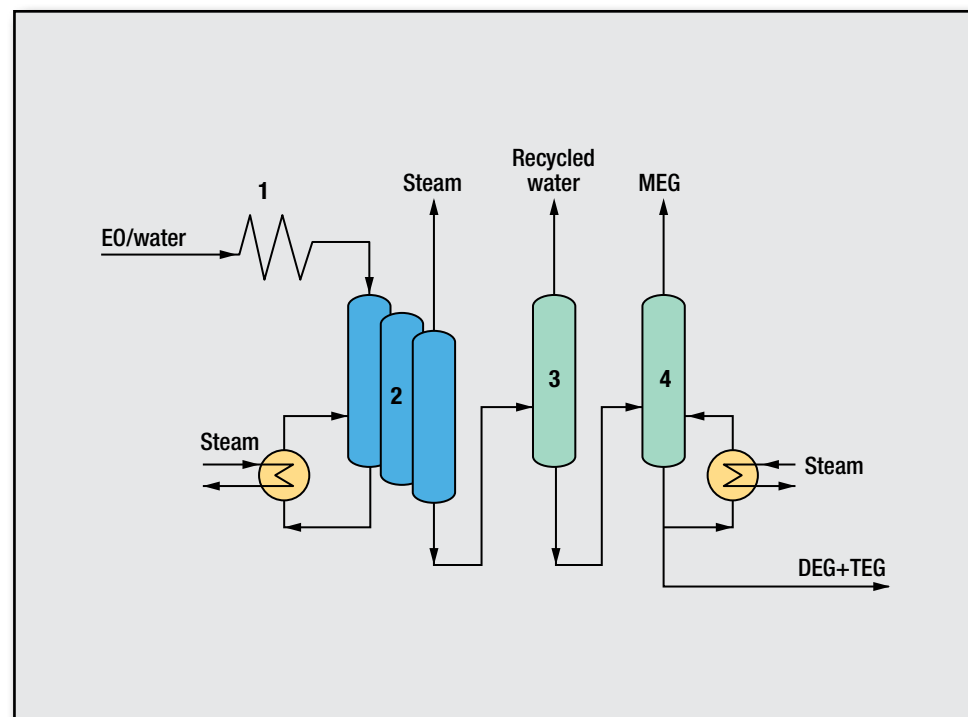 1
EO/water
Steam
Recycled
water
MEG
2
3
4
Steam
Steam
DEG+TEG